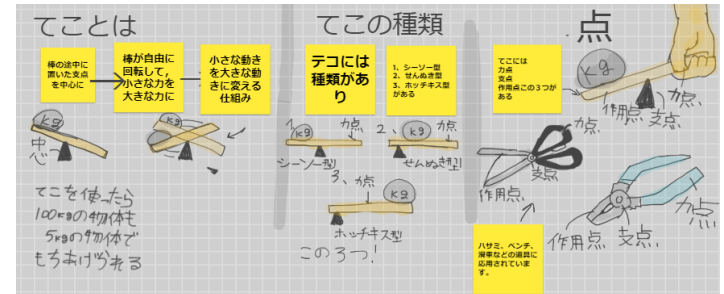 てことは
棒の途中に
置いた支点
を中心に
棒が自由に
回転して,
小さな力を
大きな力に
小さな動き
を大きな動
きに変える
仕組み
kg
中
心
kg
てこを使ったら
100kgの物体も
5kgの物体で
もちあげられる
てこの種類
テコには
種類があ
り
1、シーソー型
2、せんぬき型
3、ホッチキス型
がある
1 kg 力点
シーソー型
2、 kg 力点
せんぬき型
3、力点 kg
ホッチキス型
この3つ!
点
てこには
力点
支点
作用点この3つが
ある
kg
作用点 支点 力点、
力点、
支点
作用点、
ハサミ、ペンチ、
滑車などの道具に
応用されていま
す。
力点
作用点 支点、